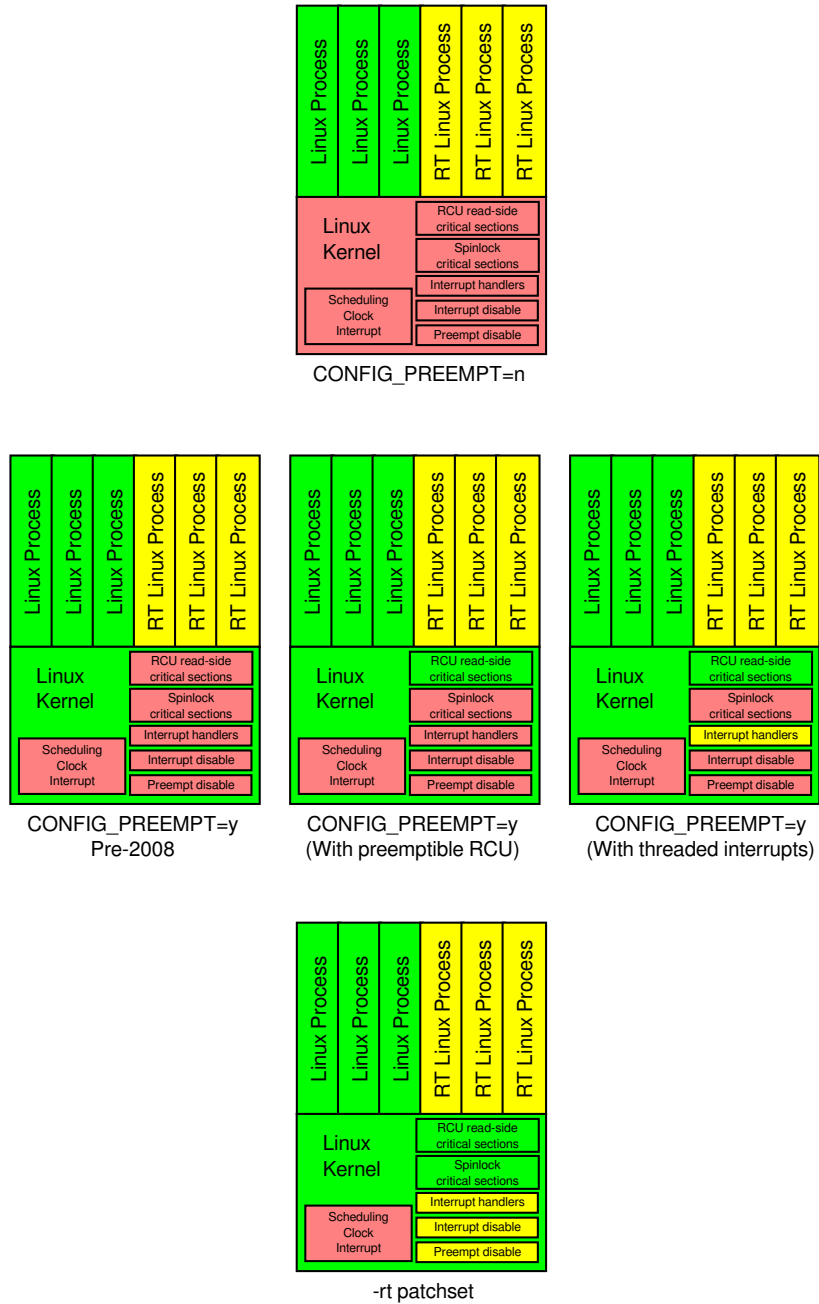 Linux Process
Linux Process
Linux Process
RT Linux Process
RT Linux Process
RT Linux Process
Linux
Kernel
RCU read-side
critical sections
Spinlock
critical sections
Interrupt handlers
Scheduling
Clock
Interrupt
Interrupt disable
Preempt disable
CONFIG_PREEMPT=n
Linux Process
Linux Process
Linux Process
RT Linux Process
RT Linux Process
RT Linux Process
Linux
Kernel
RCU read-side
critical sections
Spinlock
critical sections
Interrupt handlers
Scheduling
Clock
Interrupt
Interrupt disable
Preempt disable
CONFIG_PREEMPT=y
Pre-2008
Linux Process
Linux Process
Linux Process
RT Linux Process
RT Linux Process
RT Linux Process
Linux
Kernel
RCU read-side
critical sections
Spinlock
critical sections
Interrupt handlers
Scheduling
Clock
Interrupt
Interrupt disable
Preempt disable
CONFIG_PREEMPT=y
(With preemptible RCU)
Linux Process
Linux Process
Linux Process
RT Linux Process
RT Linux Process
RT Linux Process
Linux
Kernel
RCU read-side
critical sections
Spinlock
critical sections
Interrupt handlers
Scheduling
Clock
Interrupt
Interrupt disable
Preempt disable
CONFIG_PREEMPT=y
(With threaded interrupts)
Linux Process
Linux Process
Linux Process
RT Linux Process
RT Linux Process
RT Linux Process
Linux
Kernel
RCU read-side
critical sections
Spinlock
critical sections
Interrupt handlers
Scheduling
Clock
Interrupt
Interrupt disable
Preempt disable
-rt patchset